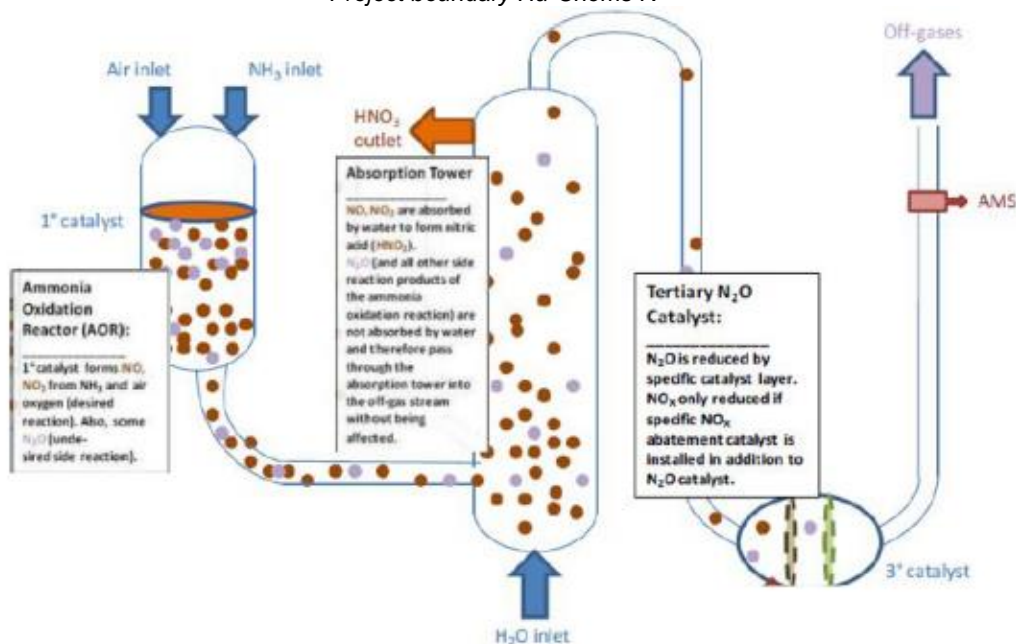 Project boundary
Off-gases
Air inlet
NH₃ inlet
HNO₃
outlet
AMS
1° catalyst
Absorption Tower
NO, NO₂ are absorbed
by water to form nitric
acid (HNO₃).
N₂O (and all other side
reaction products of
the ammonia
oxidation reaction) are
not absorbed by water
and therefore pass
through the
absorption tower into
the off-gas stream
without being
affected.
Ammonia
Oxidation
Reactor (AOR):
1° catalyst forms NO,
NO₂ from NH₃ and air
oxygen (desired
reaction). Also, some
N₂O (unde-
sired side reaction).
Tertiary N₂O
Catalyst:
N₂O is reduced by
specific catalyst layer.
NOₓ only reduced if
specific NOₓ
abatement catalyst is
installed in addition to
N₂O catalyst.
3° catalyst
H₂O inlet